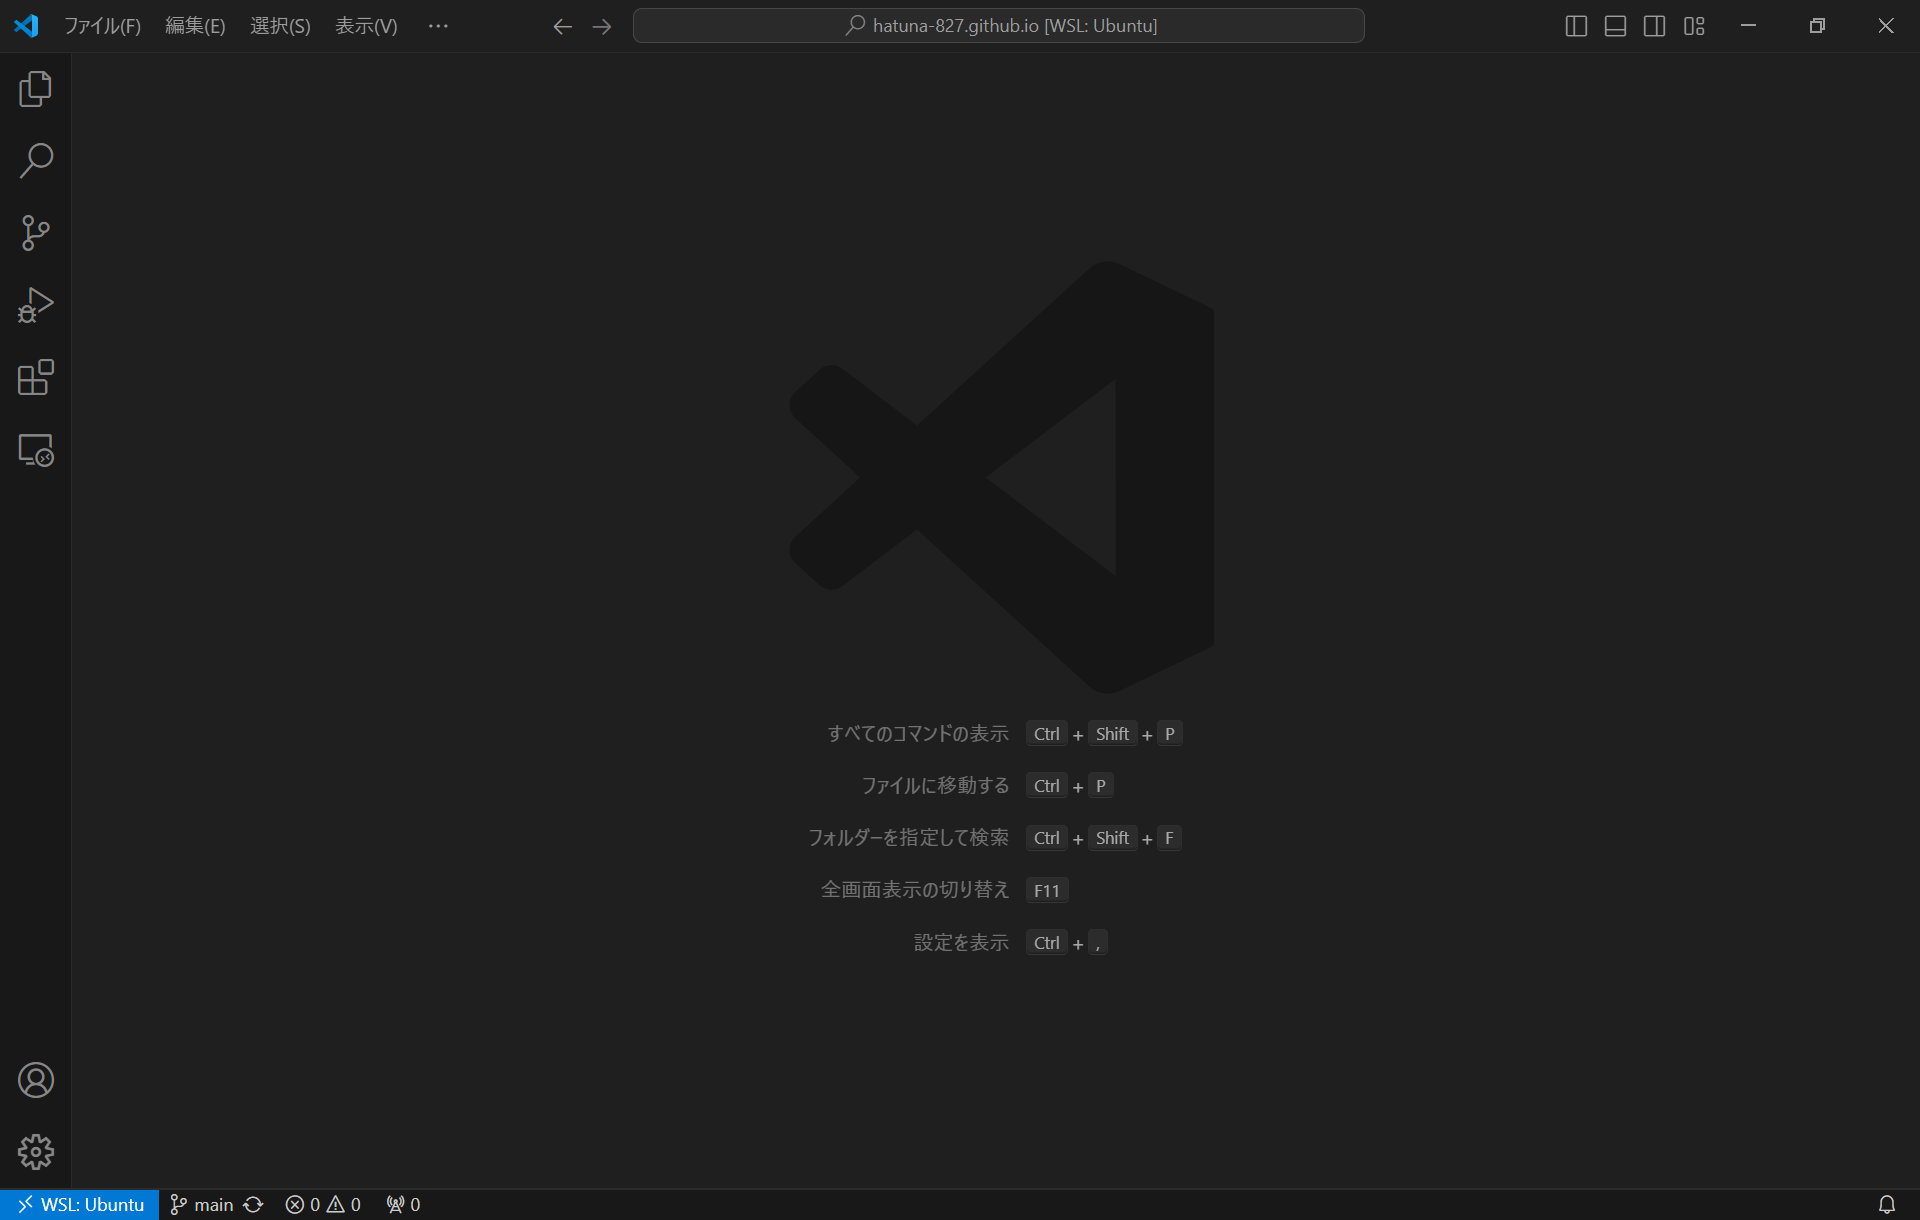 ファイル(F) 編集(E) 選択(S) 表示(V) ··· hatuna-827.github.io [WSL: Ubuntu]
すべてのコマンドの表示 Ctrl + Shift + P
ファイルに移動する Ctrl + P
フォルダーを指定して検索 Ctrl + Shift + F
全画面表示の切り替え F11
設定を表示 Ctrl + ,
WSL: Ubuntu main 0 0 0